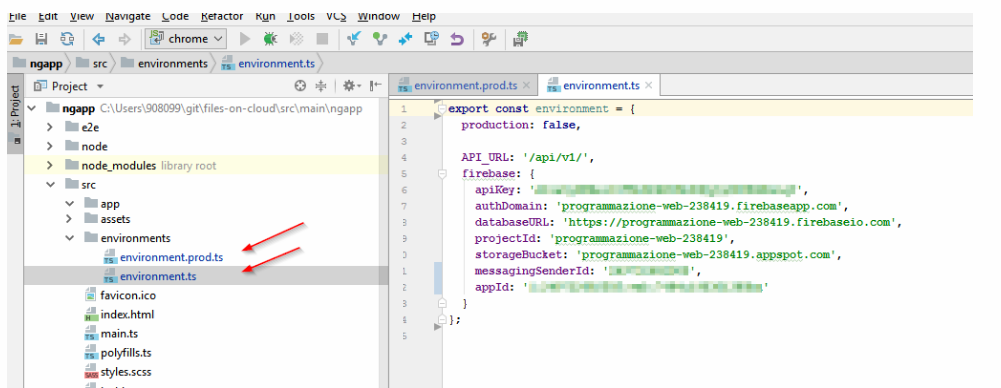 File Edit View Navigate Code Refactor Run Tools VCS Window Help
chrome
ngapp src environments environment.ts
1: Project
Project
ngapp C:\Users\908099\git\files-on-cloud\src\main\ngapp
e2e
node
node_modules library root
src
app
assets
environments
environment.prod.ts
environment.ts
favicon.ico
index.html
main.ts
polyfills.ts
styles.scss
environment.prod.ts environment.ts
1 export const environment = {
2 production: false,
3
4 API_URL: '/api/v1/',
5 firebase: {
6 apiKey: '',
7 authDomain: 'programmazione-web-238419.firebaseapp.com',
8 databaseURL: 'https://programmazione-web-238419.firebaseio.com',
9 projectId: 'programmazione-web-238419',
0 storageBucket: 'programmazione-web-238419.appspot.com',
1 messagingSenderId: '',
2 appId: ''
3 }
4 };
5